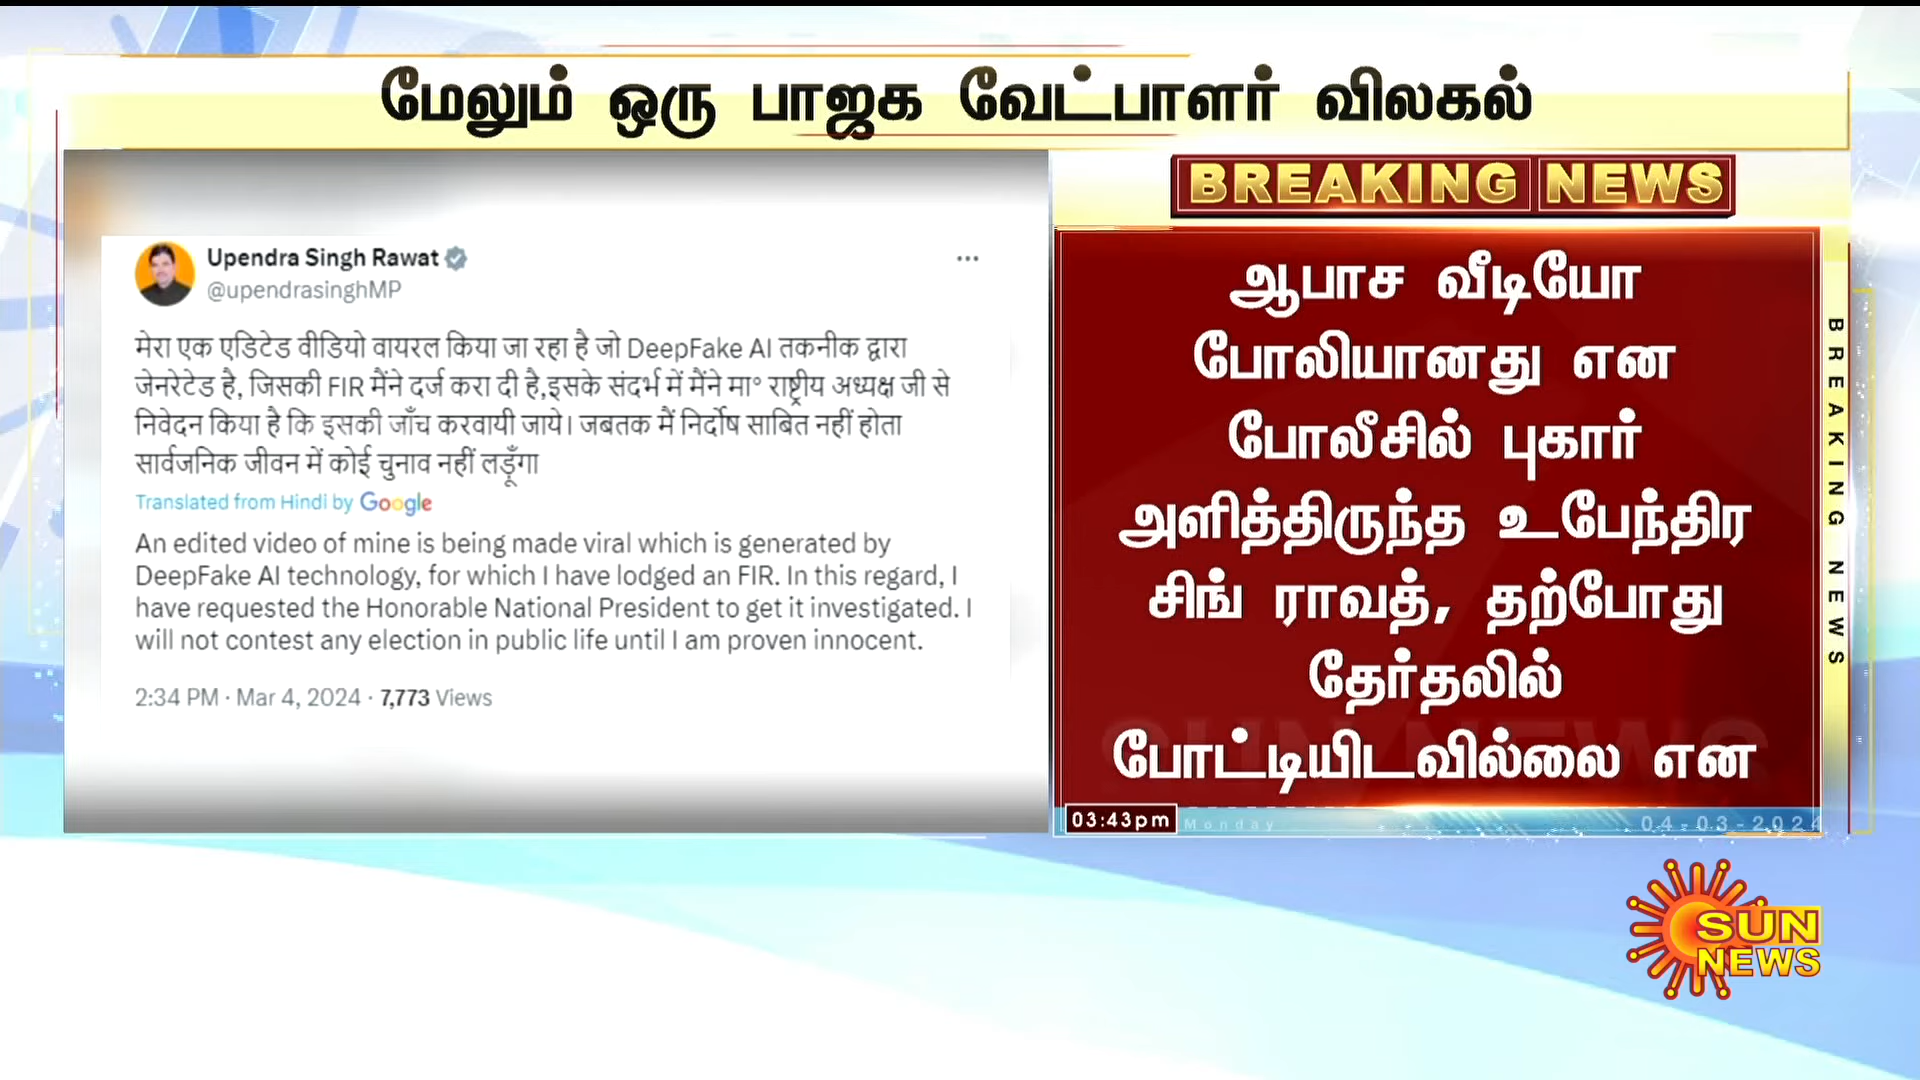 மேலும் ஒரு பாஜக வேட்பாளர் விலகல்
Upendra Singh Rawat
@upendrasinghMP
मेरा एक एडिटेड वीडियो वायरल किया जा रहा है जो DeepFake AI तकनीक द्वारा
जेनरेटेड है, जिसकी FIR मैंने दर्ज करा दी है,इसके संदर्भ में मैंने मा० राष्ट्रीय अध्यक्ष जी से
निवेदन किया है कि इसकी जाँच करवायी जाये। जबतक मैं निर्दोष साबित नहीं होता
सार्वजनिक जीवन में कोई चुनाव नहीं लड़ूँगा
Translated from Hindi by Google
An edited video of mine is being made viral which is generated by
DeepFake AI technology, for which I have lodged an FIR. In this regard, I
have requested the Honorable National President to get it investigated. I
will not contest any election in public life until I am proven innocent.
2:34 PM · Mar 4, 2024 · 7,773 Views
BREAKING NEWS
ஆபாச வீடியோ
போலியானது என
போலீசில் புகார்
அளித்திருந்த உபேந்திர
சிங் ராவத், தற்போது
தேர்தலில்
போட்டியிடவில்லை என
SUN NEWS
03:43pm Monday 04-03-2024
BREAKING NEWS
SUN
NEWS